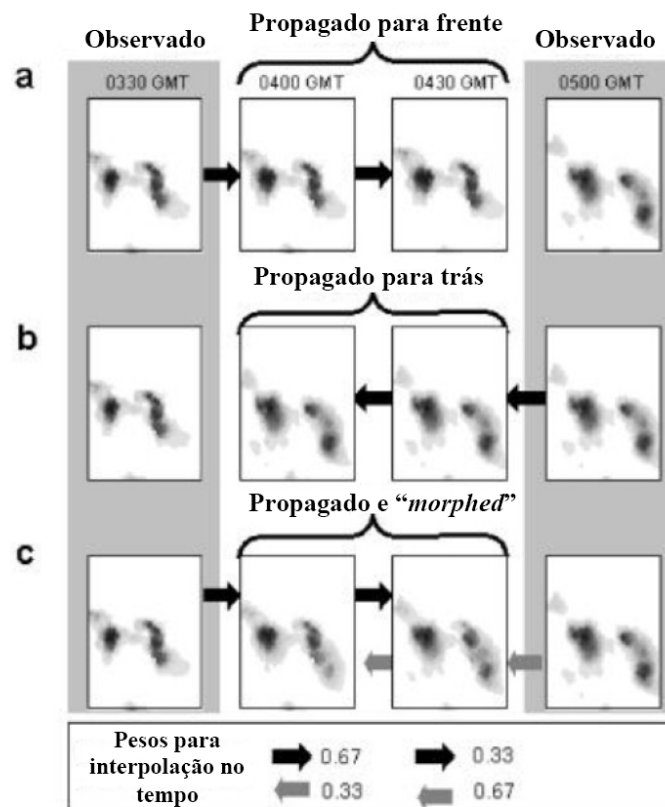 Observado
Propagado para frente
Observado
a
0330 GMT
0400 GMT
0430 GMT
0500 GMT
Propagado para trás
b
Propagado e “morphed”
c
Pesos para
interpolação no
tempo
0.67
0.33
0.33
0.67